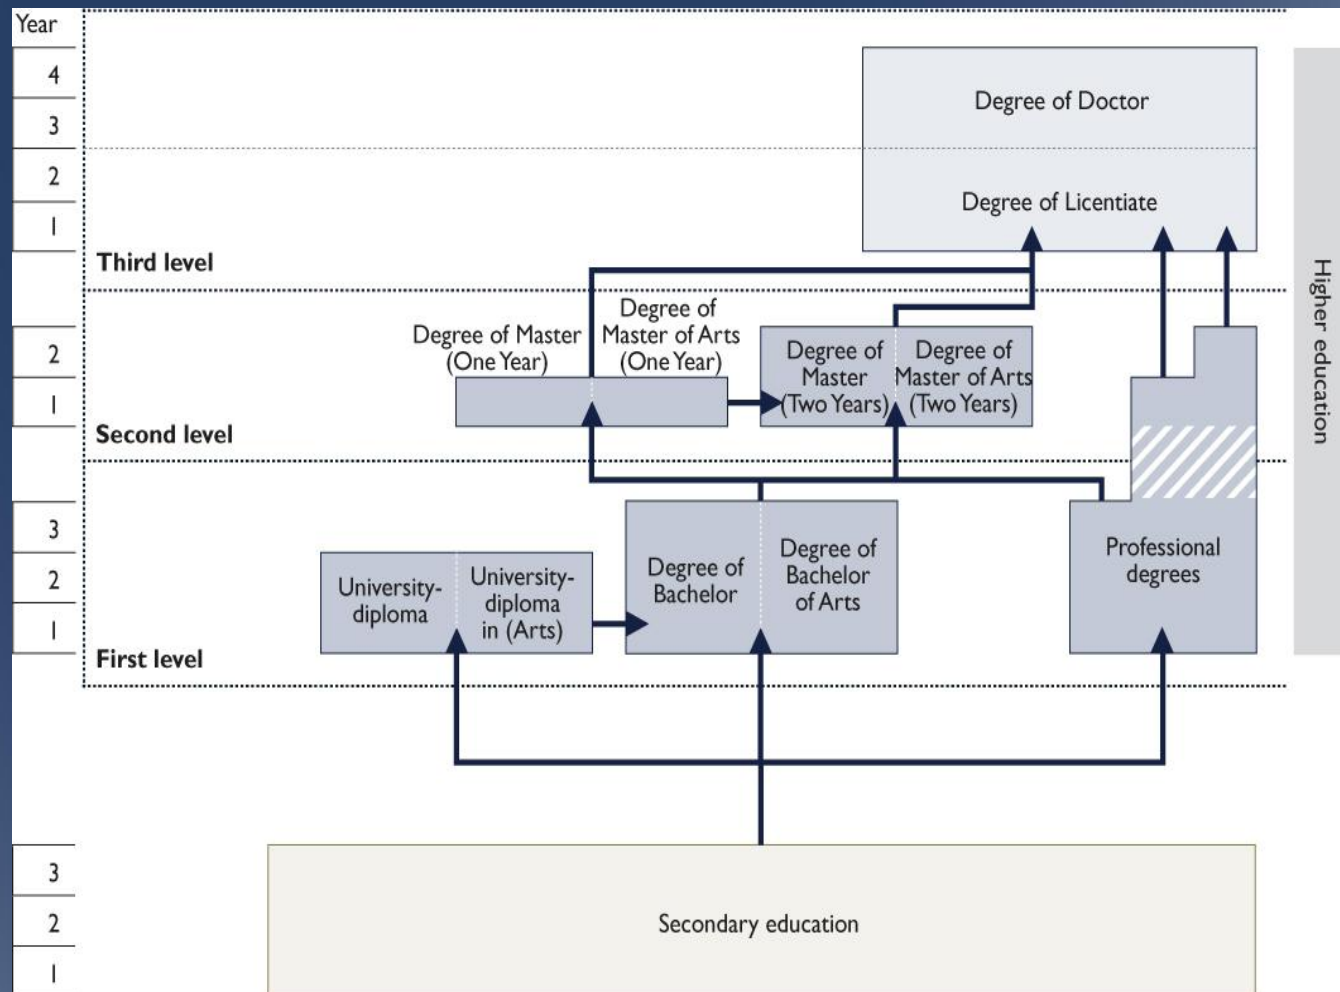 Year
4
3
2
1
Degree of Doctor
Degree of Licentiate
Third level
Higher education
2
1
Degree of Master
(One Year)
Degree of
Master of Arts
(One Year)
Degree of
Master
(Two Years)
Degree of
Master of Arts
(Two Years)
Second level
3
2
1
University-
diploma
University-
diploma
in (Arts)
Degree of
Bachelor
Degree of
Bachelor
of Arts
Professional
degrees
First level
3
2
1
Secondary education